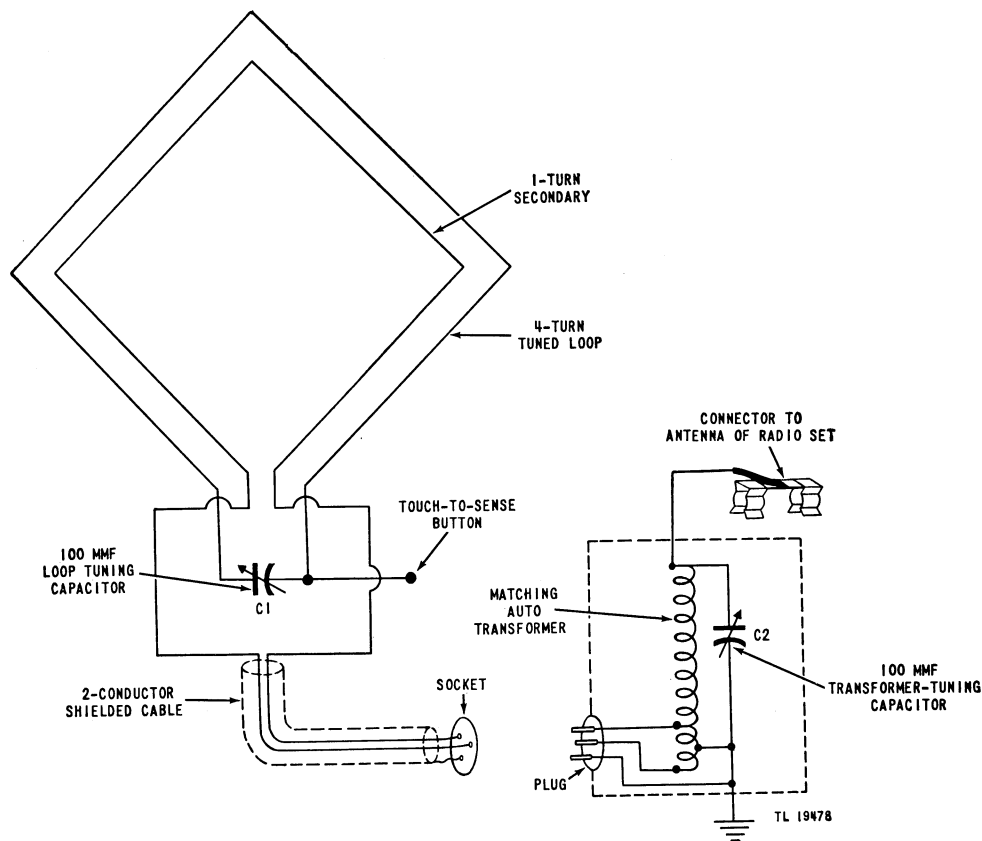 1-TURN
SECONDARY
4-TURN
TUNED LOOP
CONNECTOR TO
ANTENNA OF RADIO SET
TOUCH-TO-SENSE
BUTTON
100 MMF
LOOP TUNING
CAPACITOR
C1
MATCHING
AUTO
TRANSFORMER
C2
100 MMF
TRANSFORMER-TUNING
CAPACITOR
2-CONDUCTOR
SHIELDED CABLE
SOCKET
PLUG
TL 19478